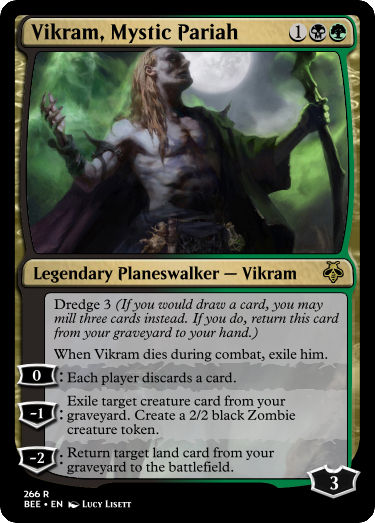 Vikram, Mystic Pariah 1
Legendary Planeswalker — Vikram
Dredge 3 (If you would draw a card, you may
mill three cards instead. If you do, return this card
from your graveyard to your hand.)
When Vikram dies during combat, exile him.
0: Each player discards a card.
-1: Exile target creature card from your
graveyard. Create a 2/2 black Zombie
creature token.
-2: Return target land card from your
graveyard to the battlefield.
3
266 R
BEE • EN Lucy Lisett